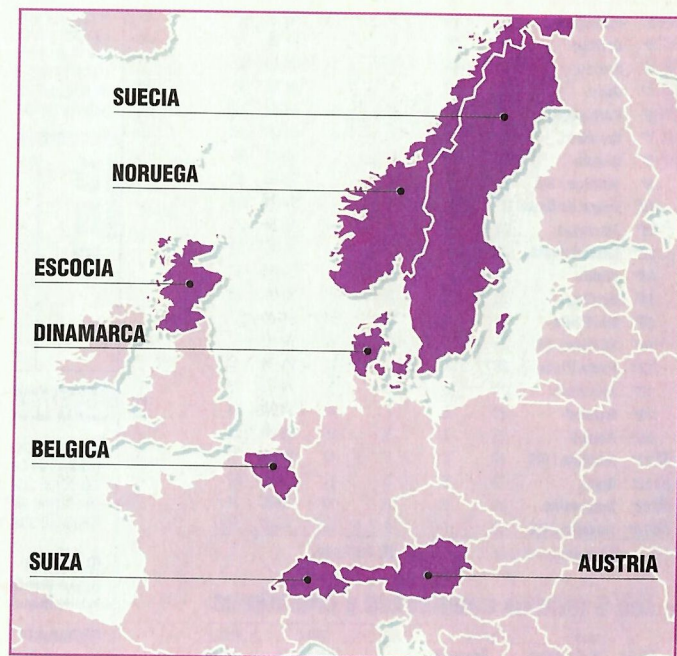 SUECIA
NORUEGA
ESCOCIA
DINAMARCA
BELGICA
SUIZA
AUSTRIA